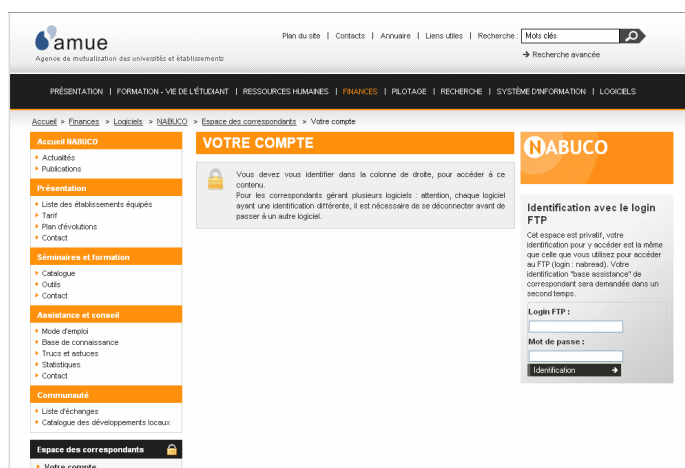 amue
Agence de mutualisation des universités et établissements
Plan du site | Contacts | Annuaire | Liens utiles | Recherche : Mots clés
Recherche avancée
PRÉSENTATION | FORMATION - VIE DE L'ÉTUDIANT | RESSOURCES HUMAINES | FINANCES | PILOTAGE | RECHERCHE | SYSTÈME D'INFORMATION | LOGICIELS
Accueil > Finances > Logiciels > NABUCO > Espace des correspondants > Votre compte
Accueil NABUCO
Actualités
Publications
Présentation
Liste des établissements équipés
Tarif
Plan d'évolutions
Contact
Séminaires et formation
Catalogue
Outils
Contact
Assistance et conseil
Mode d'emploi
Base de connaissance
Trucs et astuces
Statistiques
Contact
Communauté
Liste d'échanges
Catalogue des développements locaux
Espace des correspondants
Votre compte
VOTRE COMPTE
Vous devez vous identifier dans la colonne de droite, pour accéder à ce
contenu.
Pour les correspondants gérant plusieurs logiciels : attention, chaque logiciel
ayant une identification différente, il est nécessaire de se déconnecter avant de
passer à un autre logiciel.
NABUCO
Identification avec le login
FTP
Cet espace est privatif, votre
identification pour y accéder est la même
que celle que vous utilisez pour accéder
au FTP (login : nabread). Votre
identification "base assistance" de
correspondant sera demandée dans un
second temps.
Login FTP :
Mot de passe :
Identification